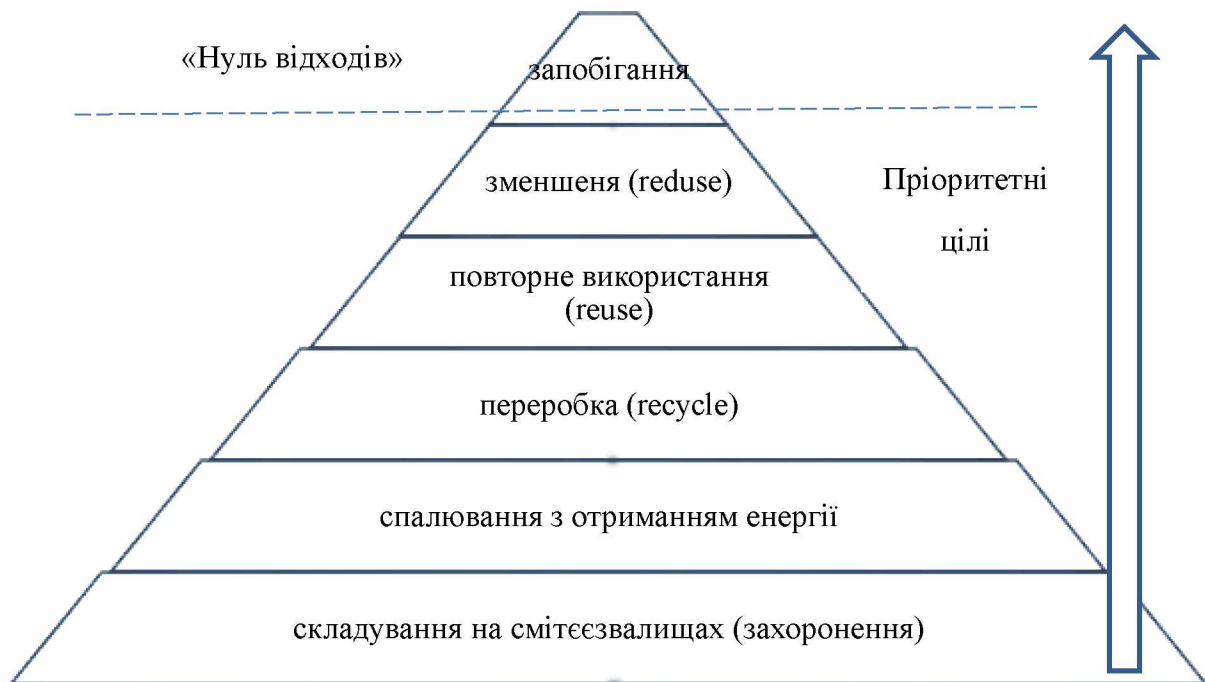 «Нуль відходів»
запобігання
зменшеня (reduse)
Пріоритетні
цілі
повторне використання
(reuse)
переробка (recycle)
спалювання з отриманням енергії
складування на смітєєзвалищах (захоронення)